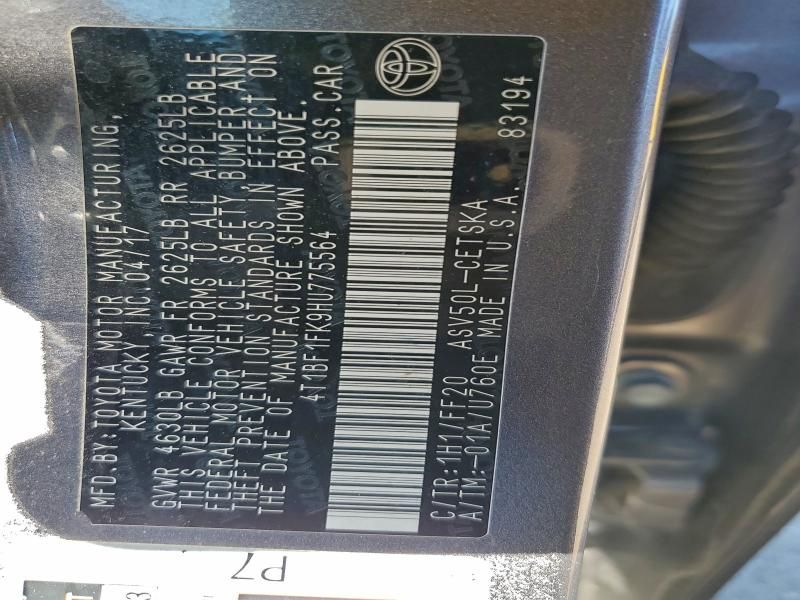 MFD. BY: TOYOTA MOTOR MANUFACTURING,
KENTUCKY, INC. 04/17
GVWR 4630LB GAWR FR 2625LB RR 2625LB
THIS VEHICLE CONFORMS TO ALL APPLICABLE
FEDERAL MOTOR VEHICLE SAFETY BUMPER AND
THEFT PREVENTION STANDARDS IN EFFECT ON
THE DATE OF MANUFACTURE SHOWN ABOVE.
4T1BF1FK9HU775564 PASS. CAR
C/TR:1H1/FF20 ASV50L-CETSKA
A/TM:-01A/U760E MADE IN U.S.A. 83194
P7